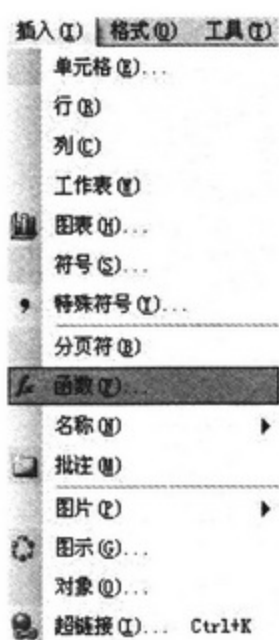 插入(I) 格式(O) 工具(T)
单元格(E)...
行(R)
列(C)
工作表(W)
图表(H)...
符号(S)...
特殊符号(Y)...
分页符(B)
fx 函数(F)...
名称(N)
批注(M)
图片(P)
图示(G)...
对象(O)...
超链接(I)... Ctrl+K